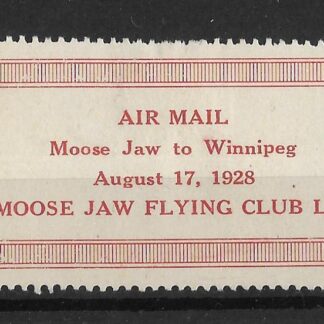 AIR MAIL
Moose Jaw to Winnipeg
August 17, 1928
MOOSE JAW FLYING CLUB L